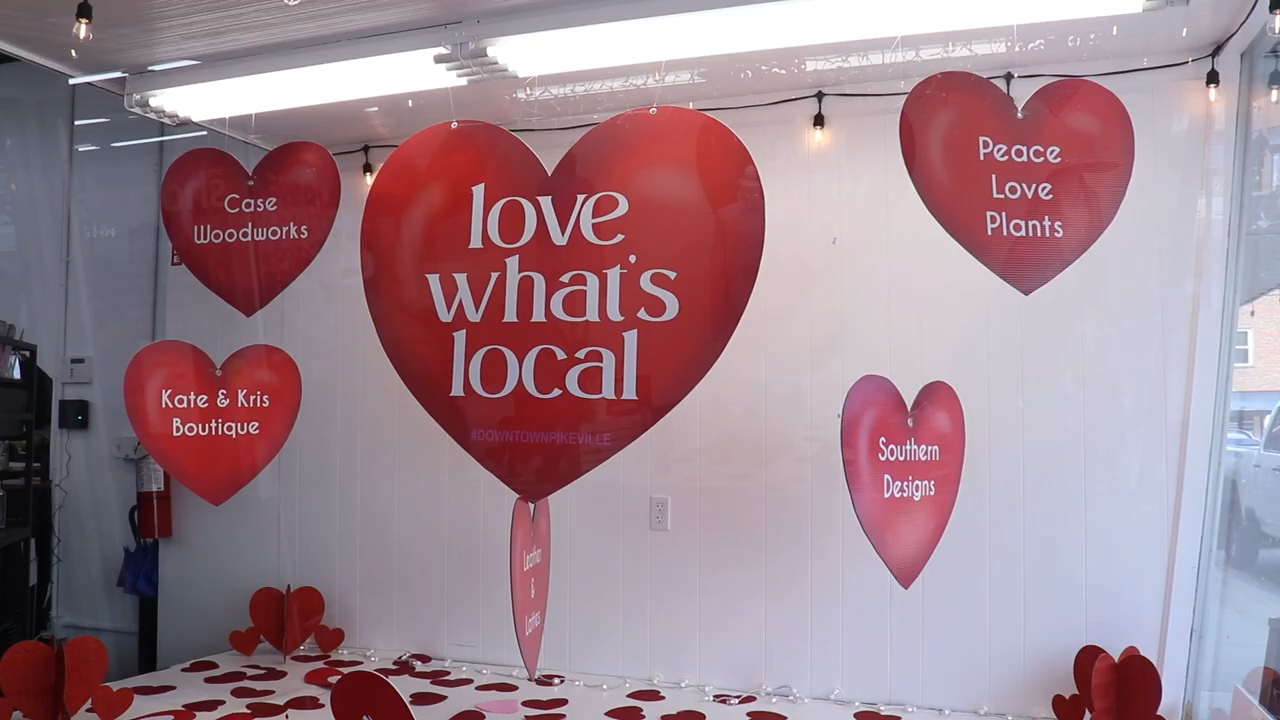 Case
Woodworks
love
what's
local
#DOWNTOWNPIKEVILLE
Peace
Love
Plants
Kate & Kris
Boutique
Southern
Designs
Leather
&
Lattes